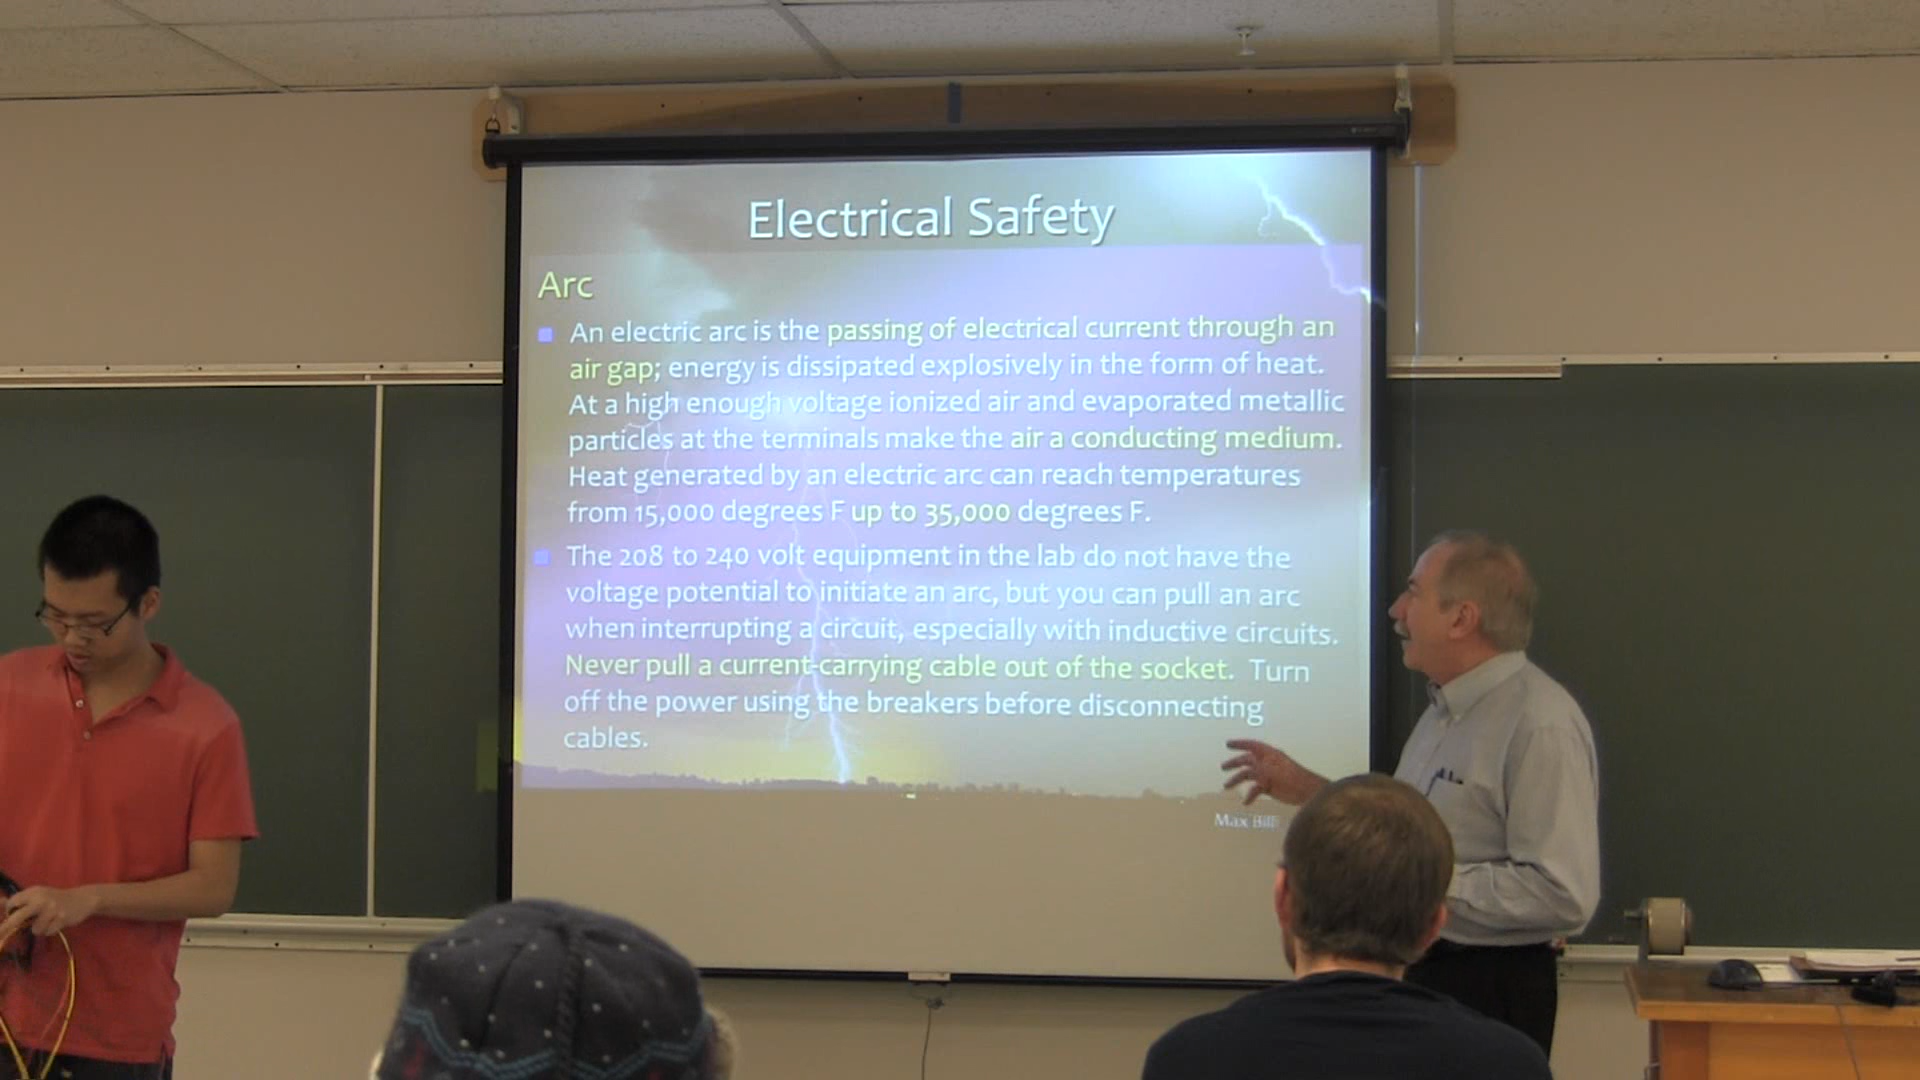 Electrical Safety
Arc
An electric arc is the passing of electrical current through an
air gap; energy is dissipated explosively in the form of heat.
At a high enough voltage ionized air and evaporated metallic
particles at the terminals make the air a conducting medium.
Heat generated by an electric arc can reach temperatures
from 15,000 degrees F up to 35,000 degrees F.
The 208 to 240 volt equipment in the lab do not have the
voltage potential to initiate an arc, but you can pull an arc
when interrupting a circuit, especially with inductive circuits.
Never pull a current-carrying cable out of the socket. Turn
off the power using the breakers before disconnecting
cables.
Max